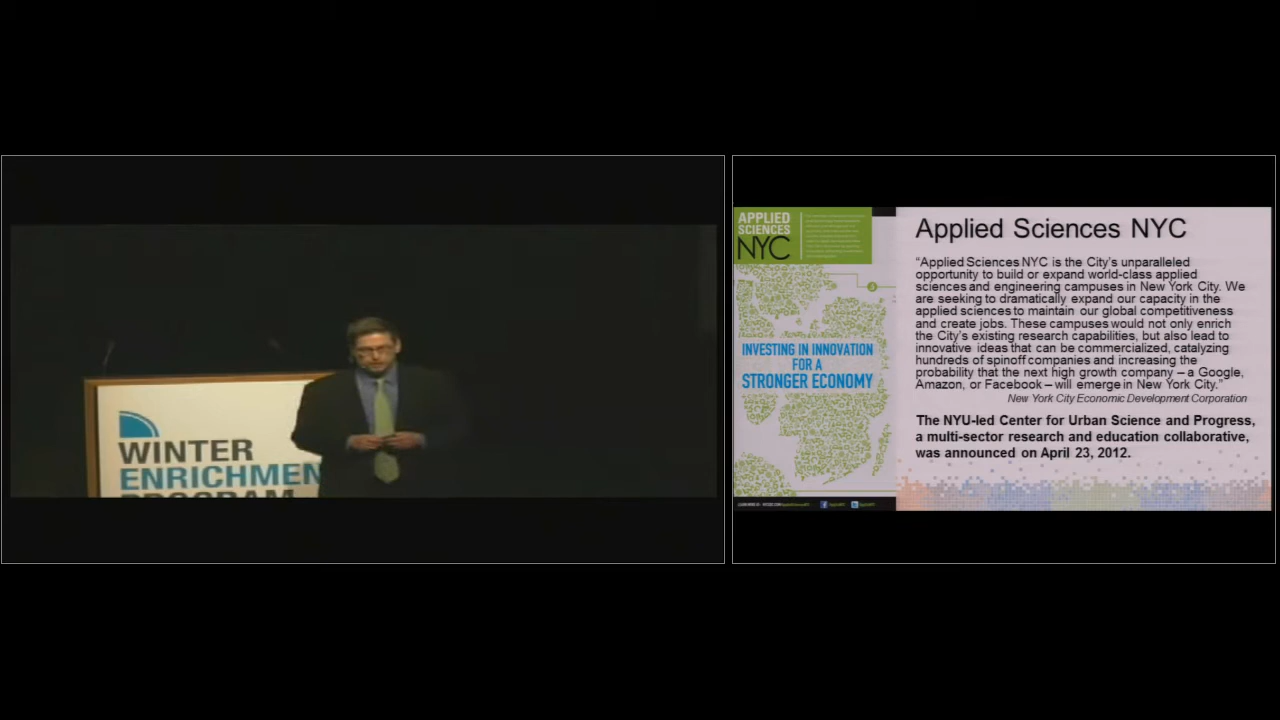 WINTER
ENRICHMEN
PROGRAM
APPLIED
SCIENCES
NYC
INVESTING IN INNOVATION
FOR A
STRONGER ECONOMY
Applied Sciences NYC
“Applied Sciences NYC is the City’s unparalleled
opportunity to build or expand world-class applied
sciences and engineering campuses in New York City. We
are seeking to dramatically expand our capacity in the
applied sciences to maintain our global competitiveness
and create jobs. These campuses would not only enrich
the City’s existing research capabilities, but also lead to
innovative ideas that can be commercialized, catalyzing
hundreds of spinoff companies and increasing the
probability that the next high growth company – a Google,
Amazon, or Facebook – will emerge in New York City.”
New York City Economic Development Corporation
The NYU-led Center for Urban Science and Progress,
a multi-sector research and education collaborative,
was announced on April 23, 2012.